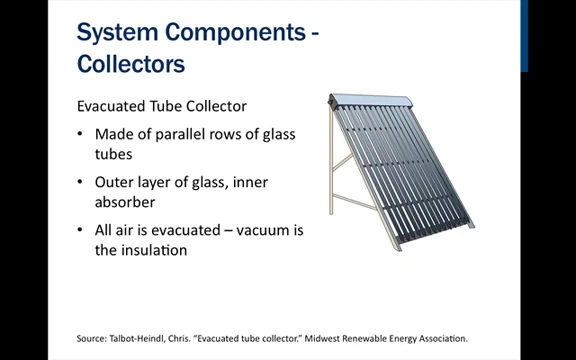 System Components -
Collectors
Evacuated Tube Collector
• Made of parallel rows of glass
tubes
• Outer layer of glass, inner
absorber
• All air is evacuated – vacuum is
the insulation
Source: Talbot-Heindl, Chris. “Evacuated tube collector.” Midwest Renewable Energy Association.